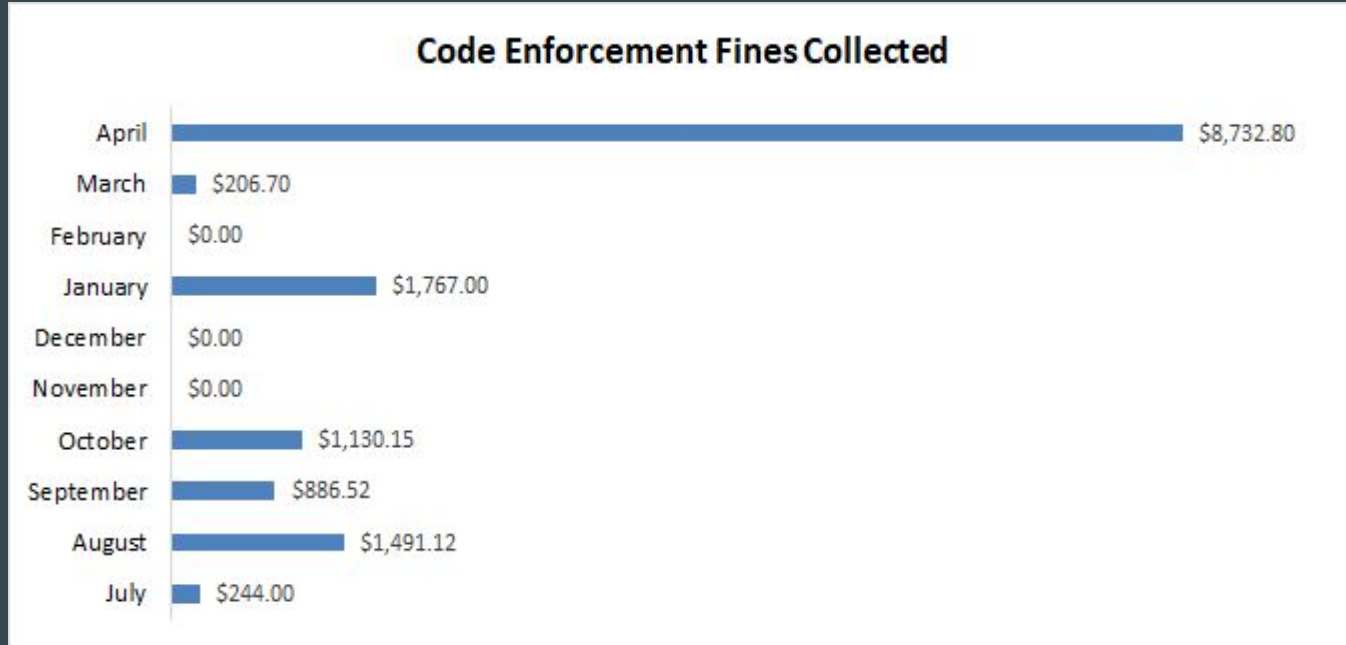 Code Enforcement Fines Collected
April $8,732.80
March $206.70
February $0.00
January $1,767.00
December $0.00
November $0.00
October $1,130.15
September $886.52
August $1,491.12
July $244.00